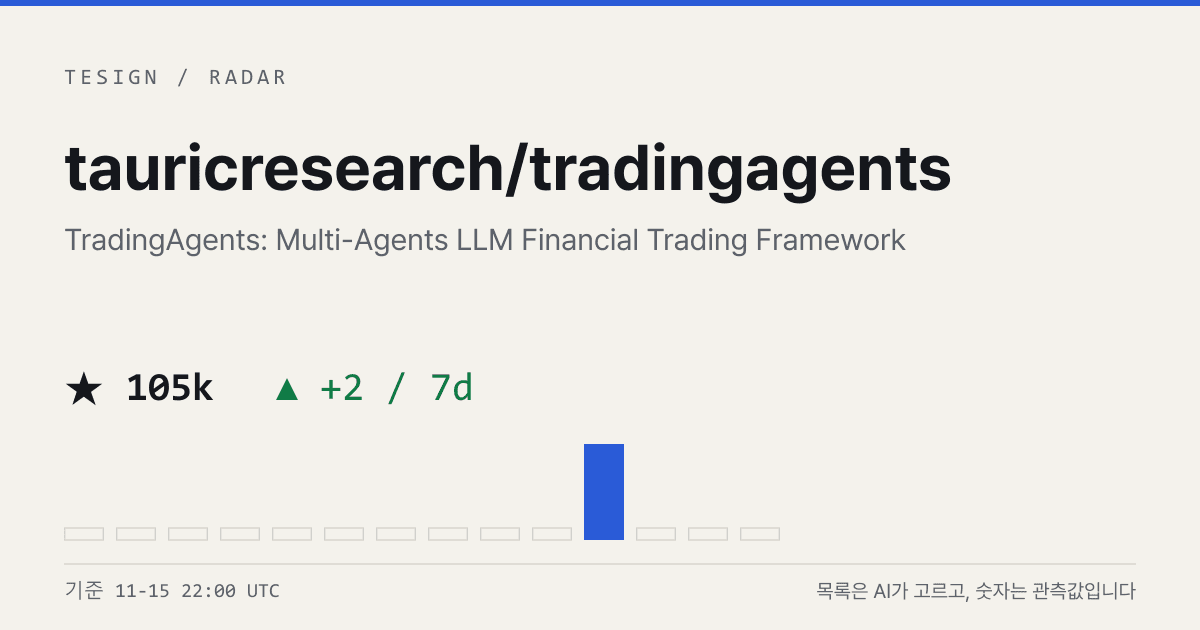 TESIGN / RADAR
tauricresearch/tradingagents
TradingAgents: Multi-Agents LLM Financial Trading Framework
★ 105k ▲ +2 / 7d
기준 11-15 22:00 UTC
목록은 AI가 고르고, 숫자는 관측값입니다